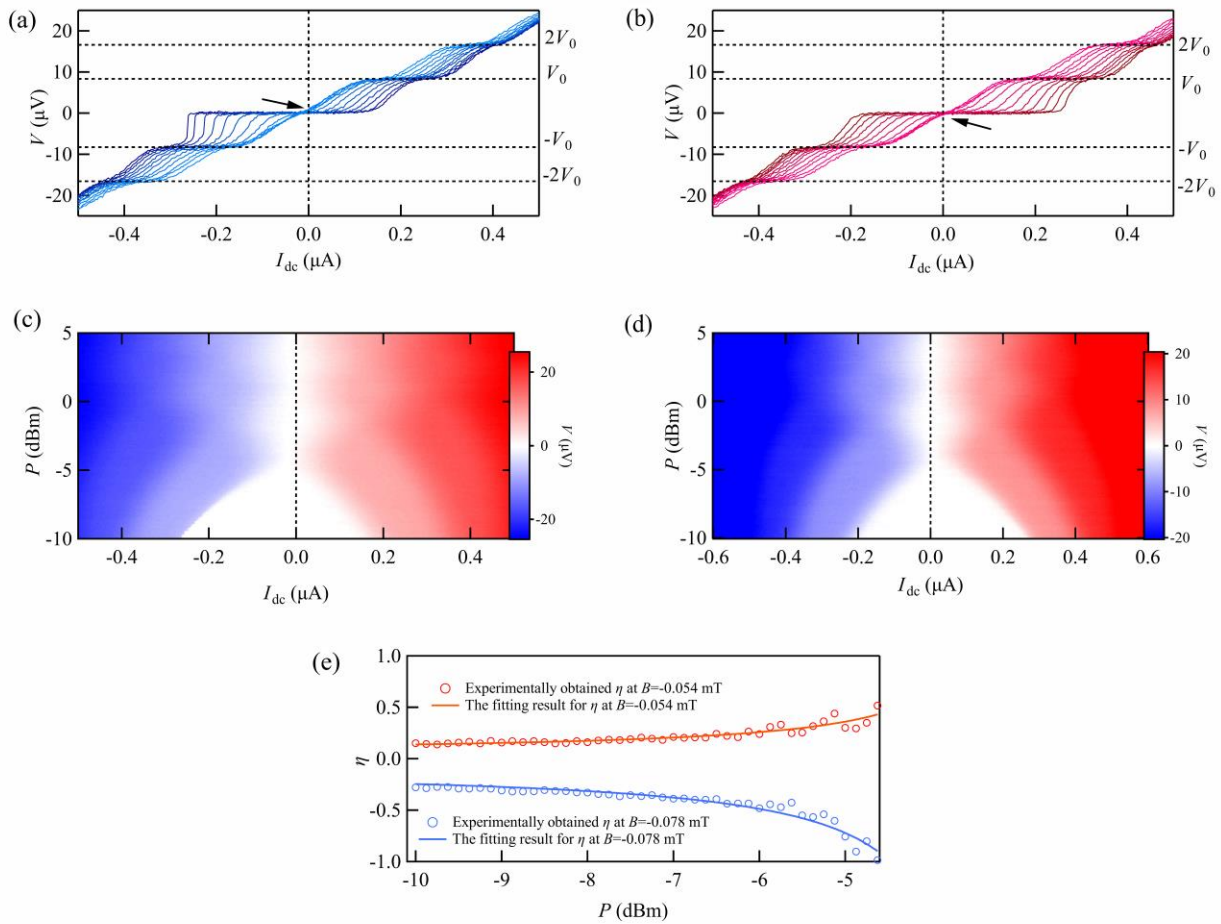 (a)
20
10
0
-10
-20
V (μV)
2V₀
V₀
-V₀
-2V₀
-0.4 -0.2 0.0 0.2 0.4
I_dc (μA)
(b)
20
10
0
-10
-20
V (μV)
2V₀
V₀
-V₀
-2V₀
-0.4 -0.2 0.0 0.2 0.4
I_dc (μA)
(c)
5
0
-5
-10
P (dBm)
-0.4 -0.2 0.0 0.2 0.4
I_dc (μA)
20
0
-20
V (μV)
(d)
5
0
-5
-10
P (dBm)
-0.6 -0.4 -0.2 0.0 0.2 0.4 0.6
I_dc (μA)
20
10
0
-10
-20
V (μV)
(e)
1.0
0.5
0.0
-0.5
-1.0
η
Experimentally obtained η at B=-0.054 mT
The fitting result for η at B=-0.054 mT
Experimentally obtained η at B=-0.078 mT
The fitting result for η at B=-0.078 mT
-10 -9 -8 -7 -6 -5
P (dBm)